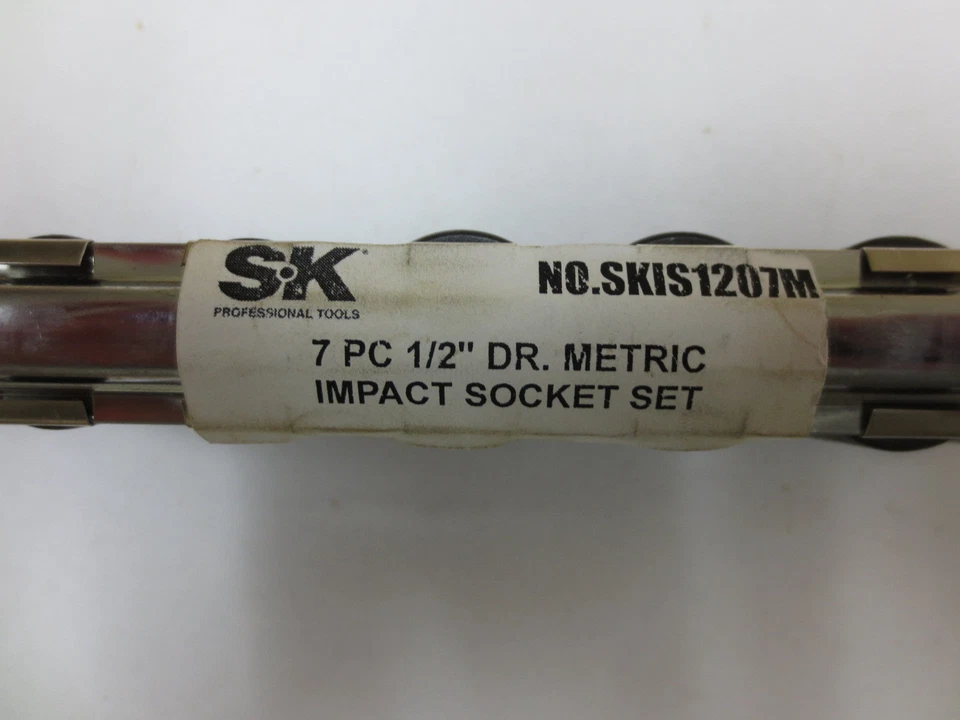 S·K
PROFESSIONAL TOOLS
NO.SKIS1207M
7 PC 1/2" DR. METRIC
IMPACT SOCKET SET